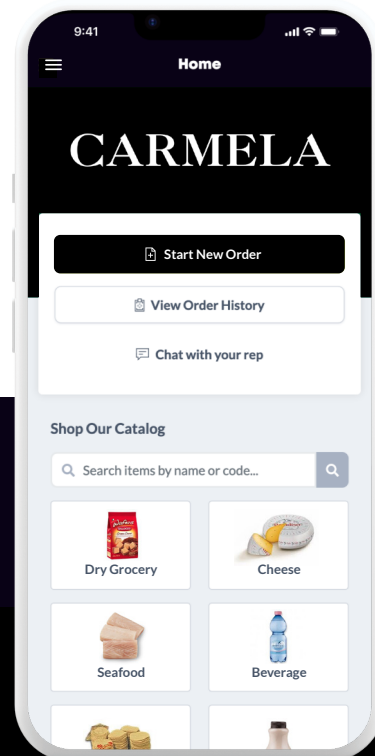 9:41
Home
CARMELA
Start New Order
View Order History
Chat with your rep
Shop Our Catalog
Search items by name or code...
Dry Grocery
Cheese
Seafood
Beverage